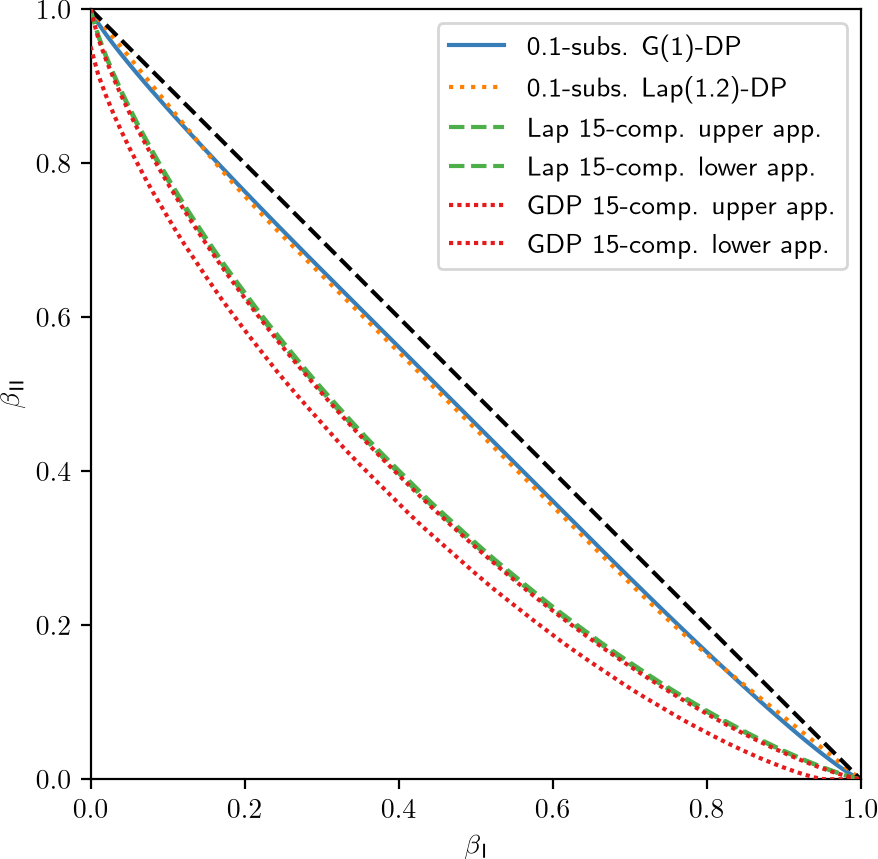 1.0
0.8
0.6
0.4
0.2
0.0
β_II
0.1-subs. G(1)-DP
0.1-subs. Lap(1.2)-DP
Lap 15-comp. upper app.
Lap 15-comp. lower app.
GDP 15-comp. upper app.
GDP 15-comp. lower app.
0.0 0.2 0.4 0.6 0.8 1.0
β_I